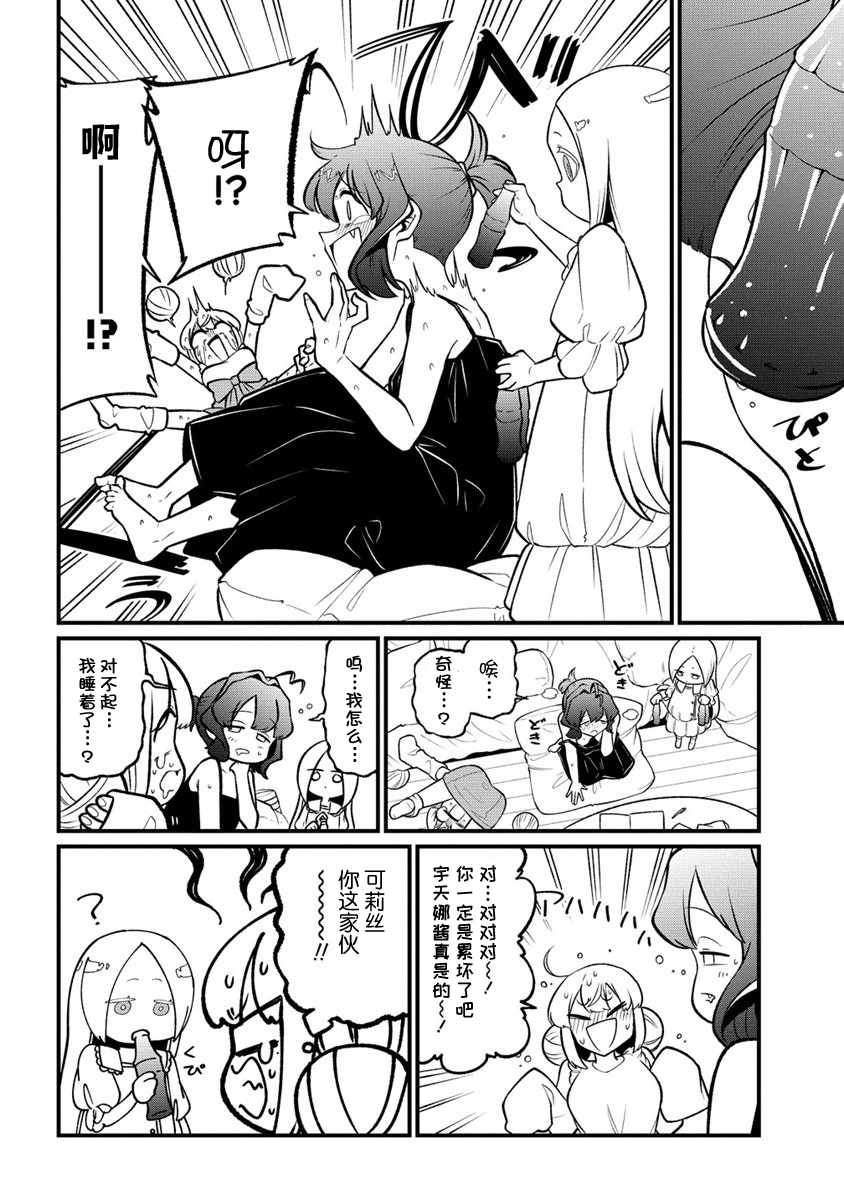 ぴと
呀!?
啊——!?
唉…
奇怪…?
どき
どき
呜…我怎么…
对不起…
我睡着了…?
对…对对对~!
你一定是累坏了吧
宇天娜酱真是的~!
可莉丝
你这家伙
~~!!
?
くぴ